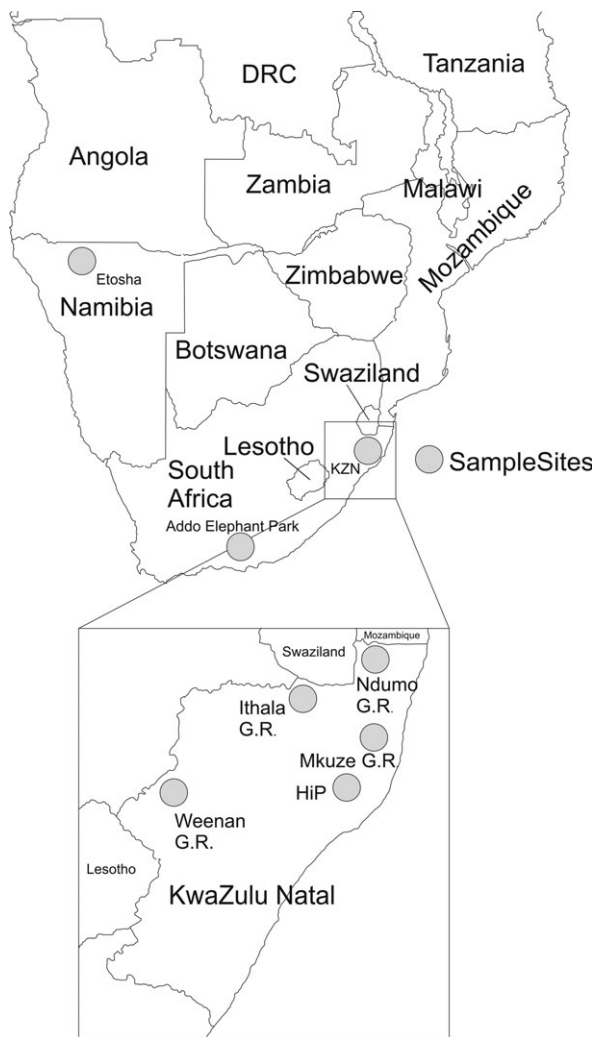 DRC
Tanzania
Angola
Zambia
Malawi
Mozambique
Etosha
Namibia
Zimbabwe
Botswana
Swaziland
Lesotho
KZN
SampleSites
South
Africa
Addo Elephant Park
Mozambique
Swaziland
Ndumo
G.R.
Ithala
G.R.
Mkuze G.R.
HiP
Weenan
G.R.
Lesotho
KwaZulu Natal